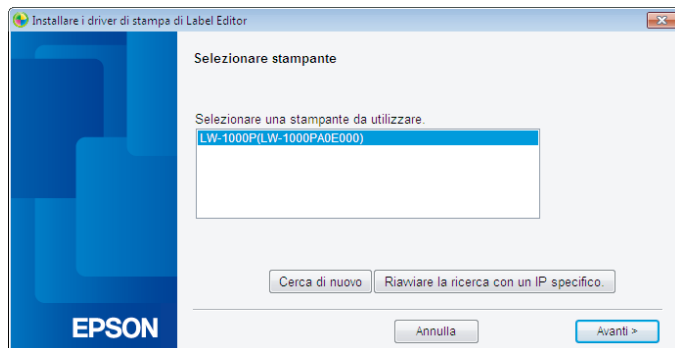 Installare i driver di stampa di Label Editor
Selezionare stampante
Selezionare una stampante da utilizzare.
LW-1000P(LW-1000PA0E000)
Cerca di nuovo
Riavviare la ricerca con un IP specifico.
EPSON
Annulla
Avanti >